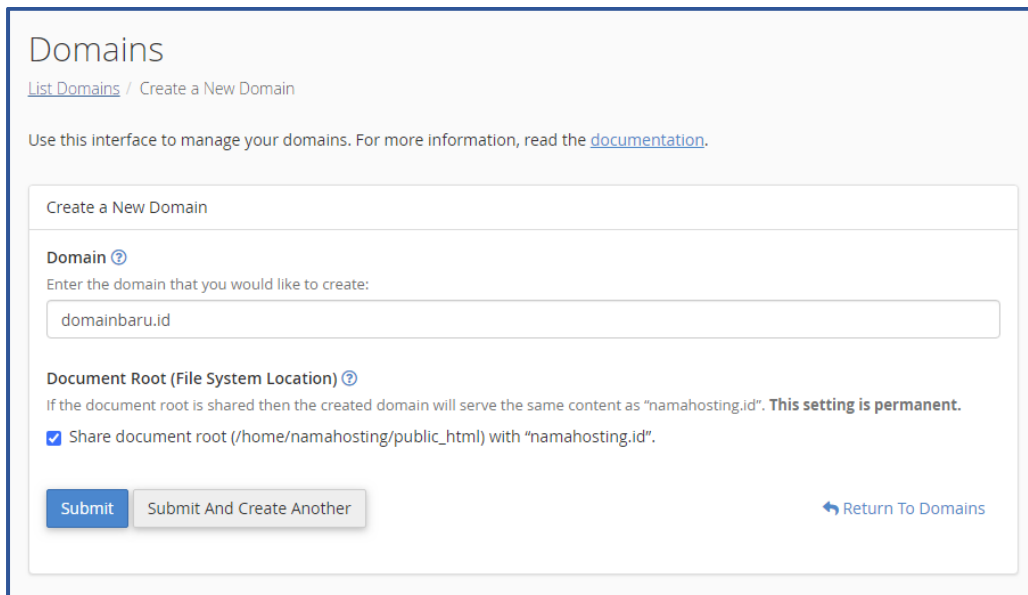 Domains
List Domains / Create a New Domain
Use this interface to manage your domains. For more information, read the documentation.
Create a New Domain
Domain
Enter the domain that you would like to create:
domainbaru.id
Document Root (File System Location)
If the document root is shared then the created domain will serve the same content as “namahosting.id”. This setting is permanent.
Share document root (/home/namahosting/public_html) with “namahosting.id”.
Submit Submit And Create Another Return To Domains